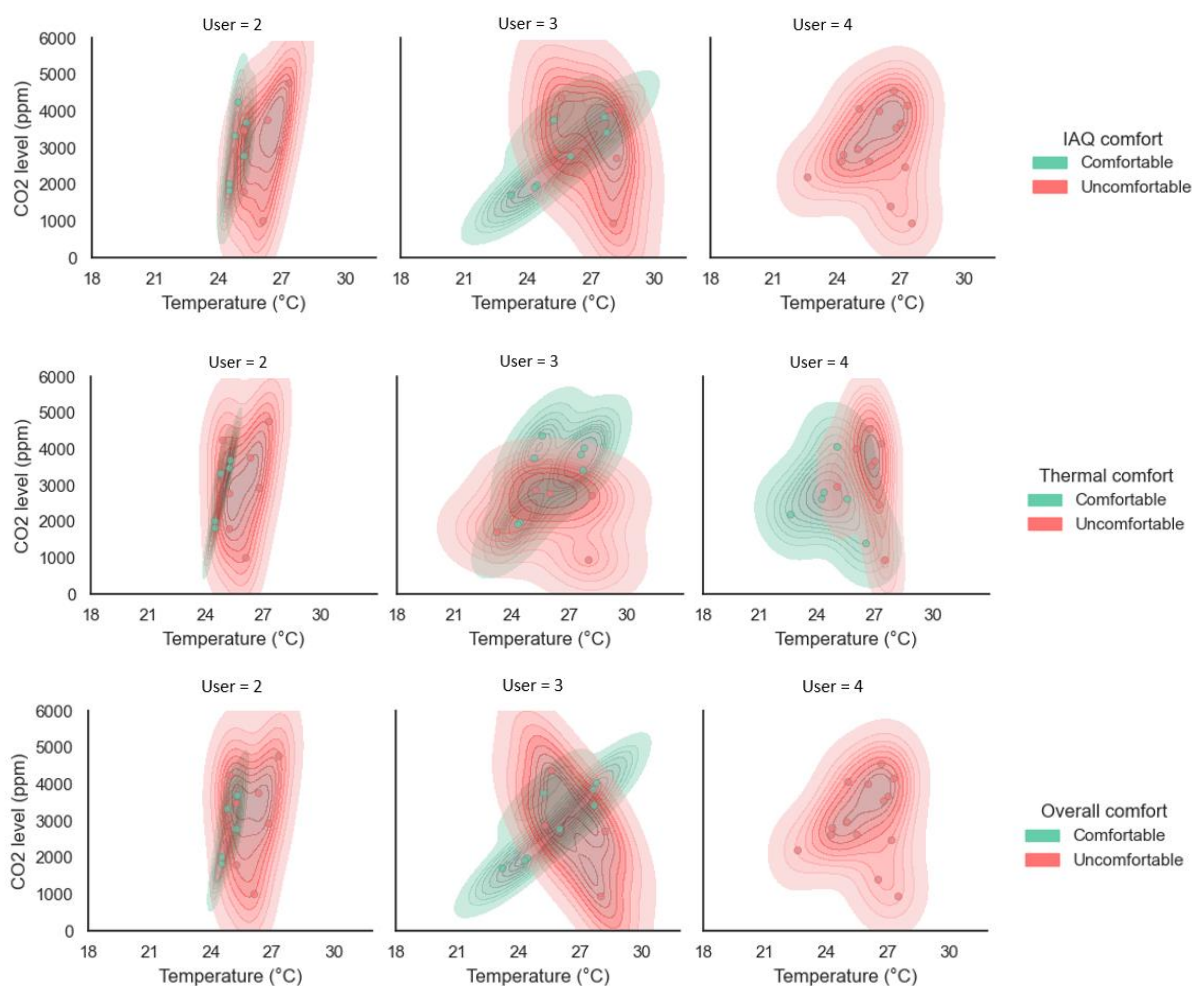 User = 2 User = 3 User = 4
6000
5000
4000
3000
2000
1000
0
CO2 level (ppm)
18 21 24 27 30 18 21 24 27 30 18 21 24 27 30
Temperature (°C) Temperature (°C) Temperature (°C)
IAQ comfort
Comfortable
Uncomfortable
User = 2 User = 3 User = 4
6000
5000
4000
3000
2000
1000
0
CO2 level (ppm)
18 21 24 27 30 18 21 24 27 30 18 21 24 27 30
Temperature (°C) Temperature (°C) Temperature (°C)
Thermal comfort
Comfortable
Uncomfortable
User = 2 User = 3 User = 4
6000
5000
4000
3000
2000
1000
0
CO2 level (ppm)
18 21 24 27 30 18 21 24 27 30 18 21 24 27 30
Temperature (°C) Temperature (°C) Temperature (°C)
Overall comfort
Comfortable
Uncomfortable